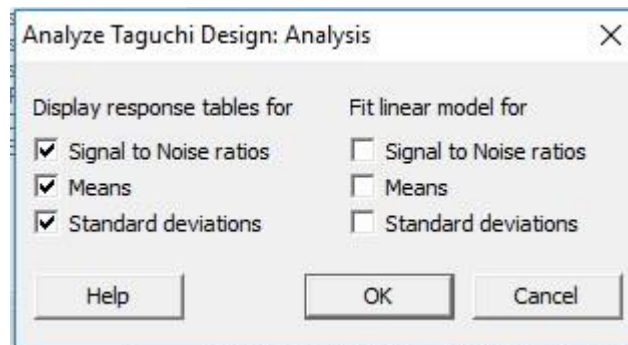 Analyze Taguchi Design: Analysis
Display response tables for
Signal to Noise ratios
Means
Standard deviations
Fit linear model for
Signal to Noise ratios
Means
Standard deviations
Help
OK
Cancel